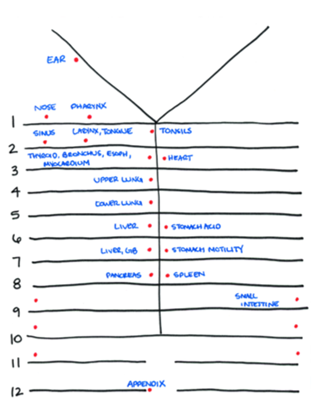 EAR
NOSE PHARYNX
1
SINUS LARYNX, TONGUE TONSILS
2
THYROID, BRONCHUS, ESOPH, HEART
MYOCARDIUM
3
UPPER LUNG
4
LOWER LUNG
5
LIVER STOMACH ACID
6
LIVER, GB STOMACH MOTILITY
7
PANCREAS SPLEEN
8
SMALL
INTESTINE
9
10
11
APPENDIX
12